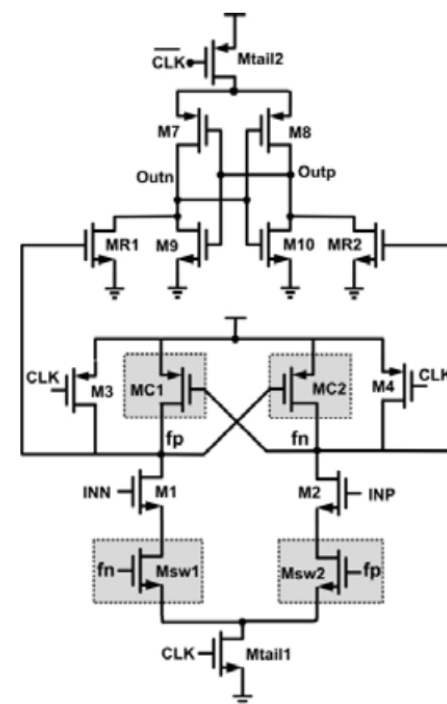 CLK Mtail2
M7 M8
Outn Outp
MR1 M9 M10 MR2
CLK M3 MC1 MC2 M4 CLK
fp fn
INN M1 M2 INP
fn Msw1 Msw2 fp
CLK Mtail1